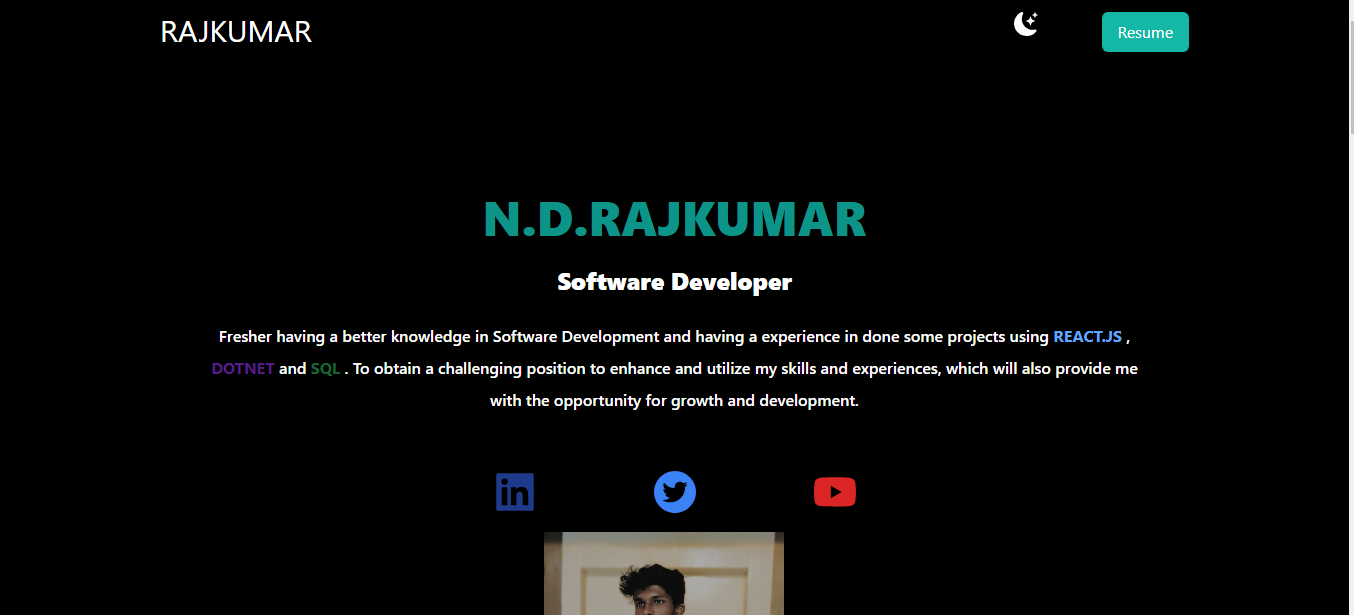 RAJKUMAR
Resume
N.D.RAJKUMAR
Software Developer
Fresher having a better knowledge in Software Development and having a experience in done some projects using REACT.JS ,
DOTNET and SQL . To obtain a challenging position to enhance and utilize my skills and experiences, which will also provide me
with the opportunity for growth and development.
in